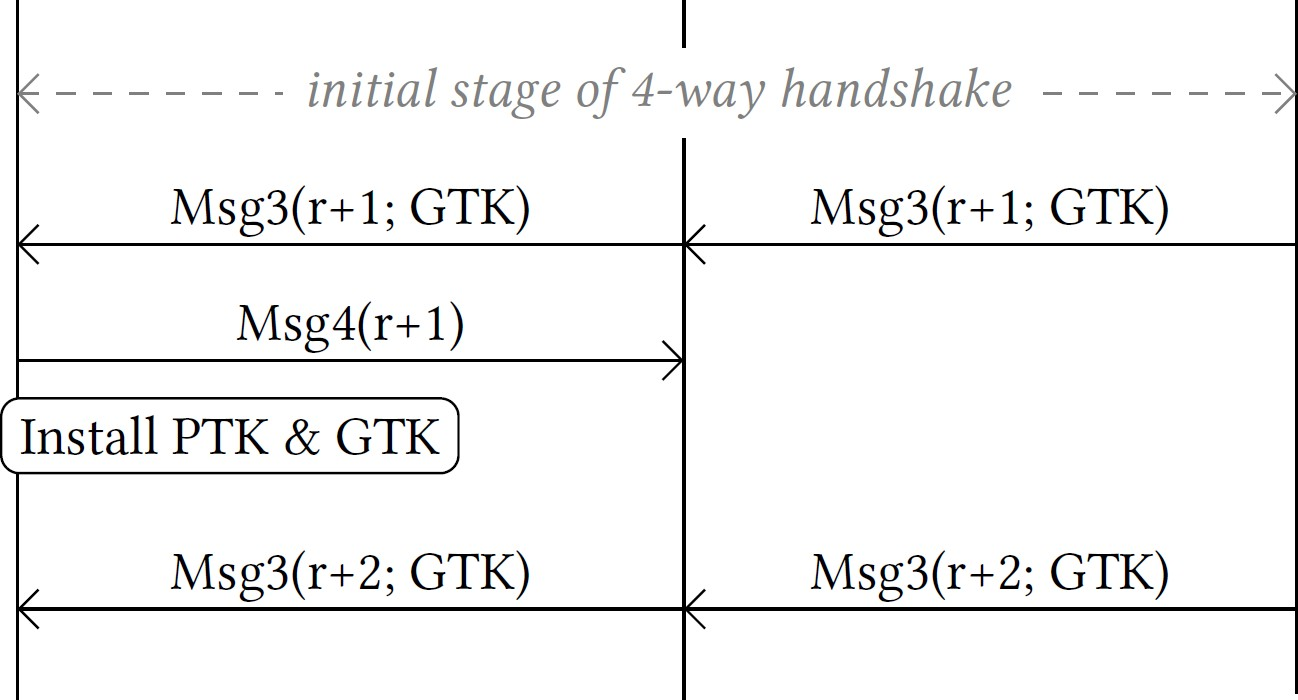 initial stage of 4-way handshake
Msg3(r+1; GTK) Msg3(r+1; GTK)
Msg4(r+1)
Install PTK & GTK
Msg3(r+2; GTK) Msg3(r+2; GTK)